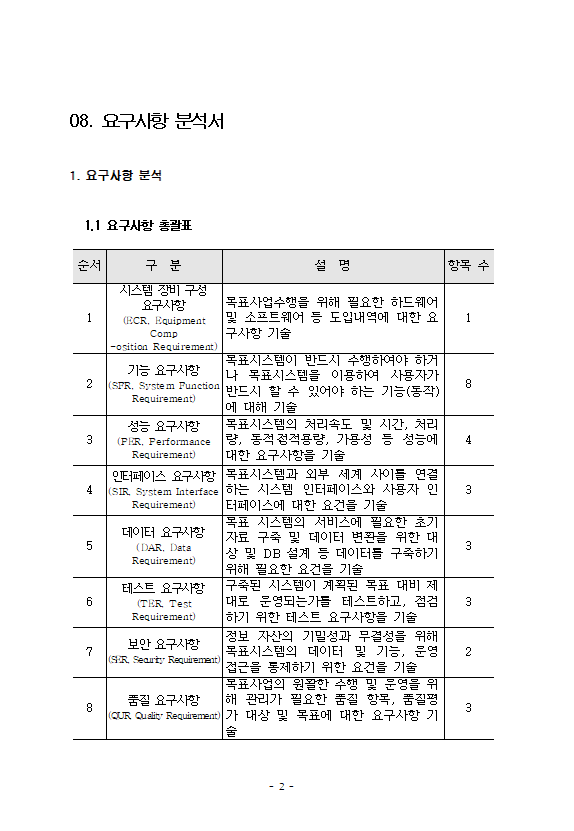 08. 요구사항 분석서
1. 요구사항 분석
1.1 요구사항 총괄표
순서 구 분 설 명 항목 수
1
시스템 장비 구성
요구사항
(ECR, Equipment
Comp
-osition Requirement)
목표사업수행을 위해 필요한 하드웨어
및 소프트웨어 등 도입내역에 대한 요
구사항 기술
1
2
기능 요구사항
(SFR, System Function
Requirement)
목표시스템이 반드시 수행하여야 하거
나 목표시스템을 이용하여 사용자가
반드시 할 수 있어야 하는 기능(동작)
에 대해 기술
8
3
성능 요구사항
(PER, Performance
Requirement)
목표시스템의 처리속도 및 시간, 처리
량, 동적·정적용량, 가용성 등 성능에
대한 요구사항을 기술
4
4
인터페이스 요구사항
(SIR, System Interface
Requirement)
목표시스템과 외부 세계 사이를 연결
하는 시스템 인터페이스와 사용자 인
터페이스에 대한 요건을 기술
3
5
데이터 요구사항
(DAR, Data
Requirement)
목표 시스템의 서비스에 필요한 초기
자료 구축 및 데이터 변환을 위한 대
상 및 DB 설계 등 데이터를 구축하기
위해 필요한 요건을 기술
3
6
테스트 요구사항
(TER, Test
Requirement)
구축된 시스템이 계획된 목표 대비 제
대로 운영되는가를 테스트하고, 점검
하기 위한 테스트 요구사항을 기술
3
7
보안 요구사항
(SER, Security Requirement)
정보 자산의 기밀성과 무결성을 위해
목표시스템의 데이터 및 기능, 운영
접근을 통제하기 위한 요건을 기술
2
8
품질 요구사항
(QUR, Quality Requirement)
목표사업의 원활한 수행 및 운영을 위
해 관리가 필요한 품질 항목, 품질평
가 대상 및 목표에 대한 요구사항 기
술
3
- 2 -